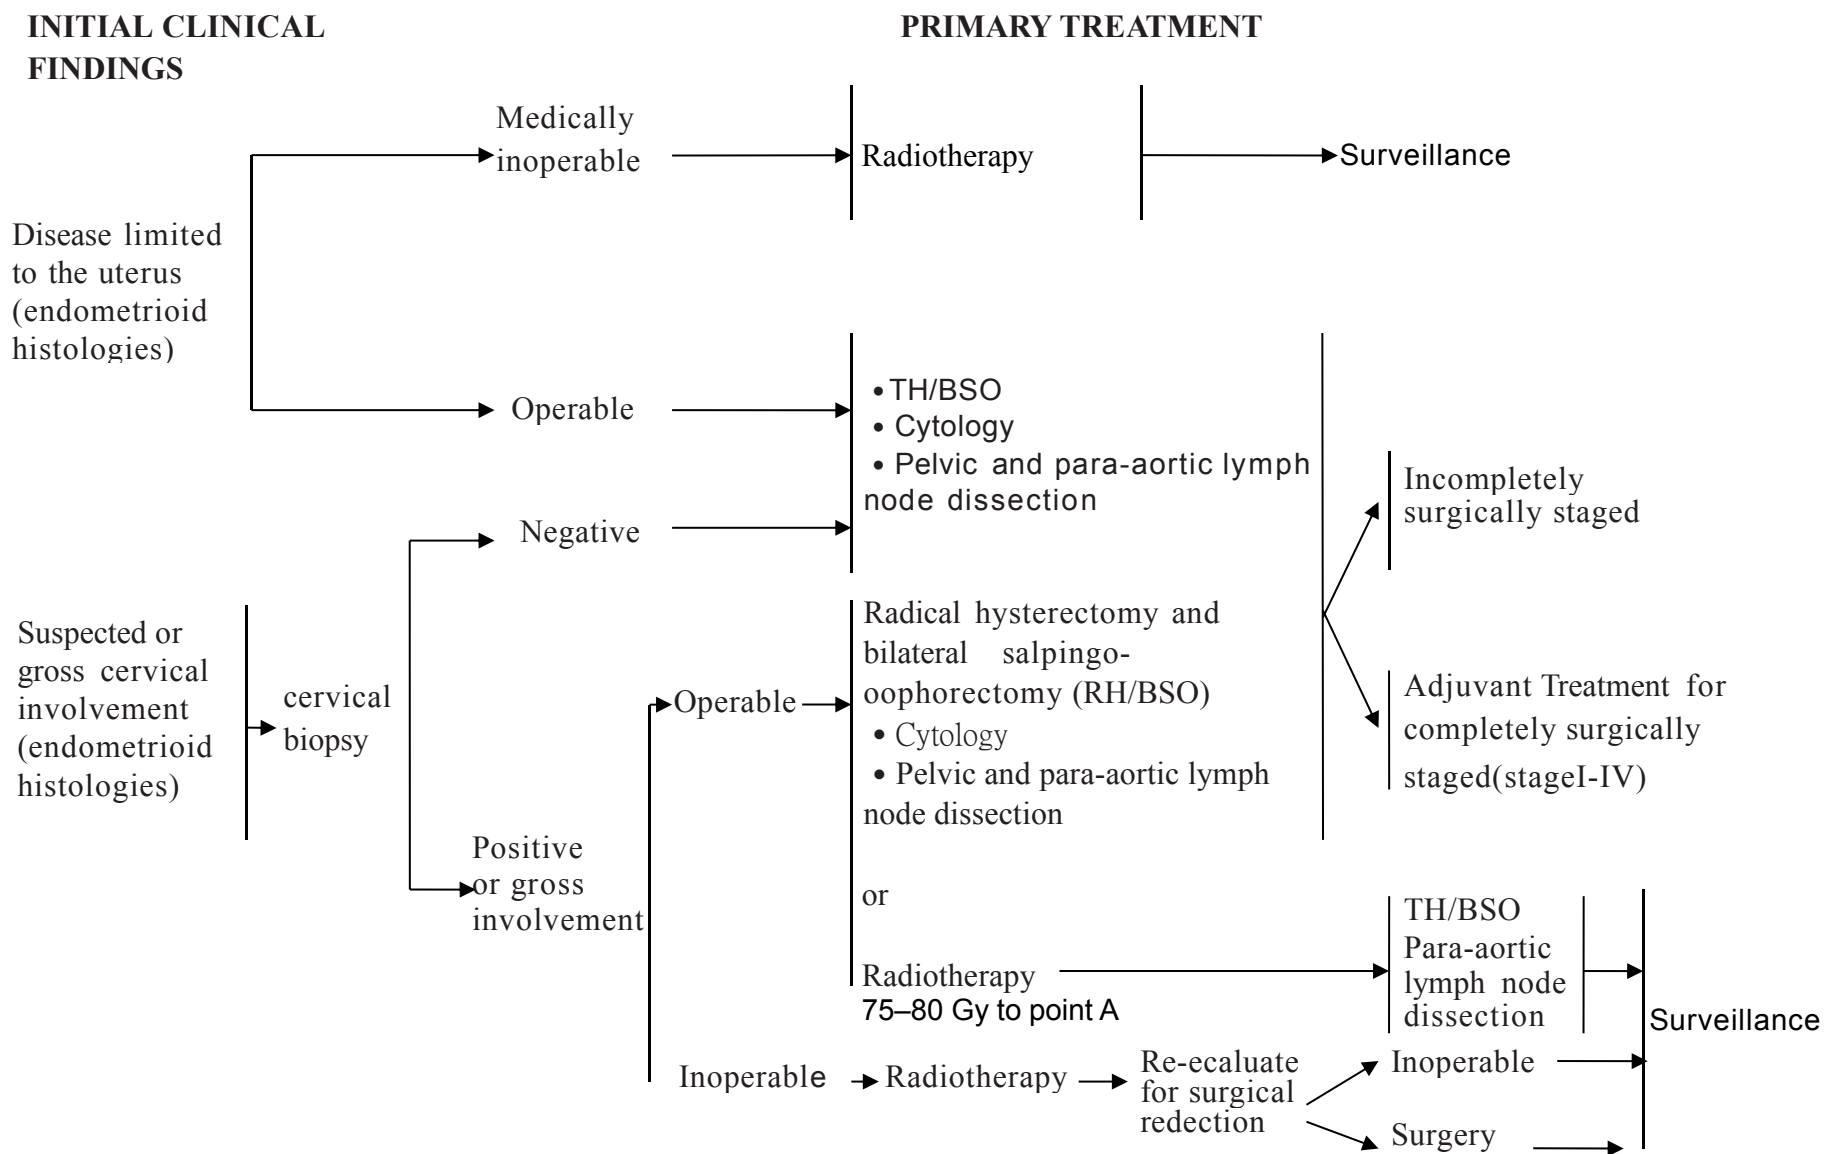 INITIAL CLINICAL
FINDINGS
PRIMARY TREATMENT
Medically
inoperable
Radiotherapy
Surveillance
Disease limited
to the uterus
(endometrioid
histologies)
Operable
• TH/BSO
• Cytology
• Pelvic and para-aortic lymph
node dissection
Negative
Incompletely
surgically staged
Suspected or
gross cervical
involvement
(endometrioid
histologies)
cervical
biopsy
Operable
Radical hysterectomy and
bilateral salpingo-
oophorectomy (RH/BSO)
• Cytology
• Pelvic and para-aortic lymph
node dissection
Adjuvant Treatment for
completely surgically
staged(stageI-IV)
Positive
or gross
involvement
or
Radiotherapy
75–80 Gy to point A
TH/BSO
Para-aortic
lymph node
dissection
Surveillance
Inoperable
Radiotherapy
Re-ecaluate
for surgical
redection
Inoperable
Surgery